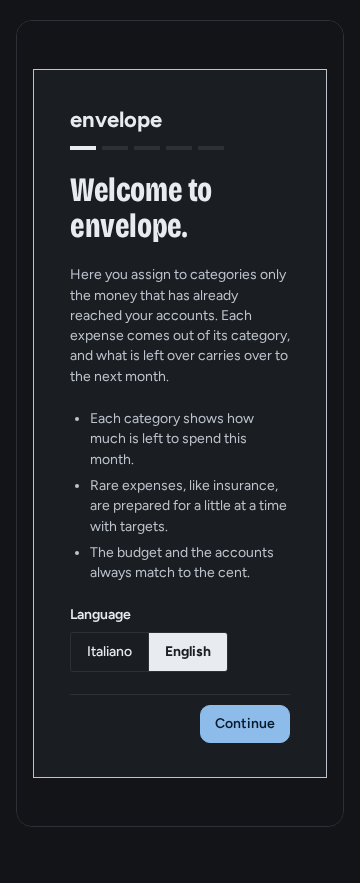 envelope
Welcome to
envelope.
Here you assign to categories only
the money that has already
reached your accounts. Each
expense comes out of its category,
and what is left over carries over to
the next month.
Each category shows how
much is left to spend this
month.
Rare expenses, like insurance,
are prepared for a little at a time
with targets.
The budget and the accounts
always match to the cent.
Language
Italiano English
Continue